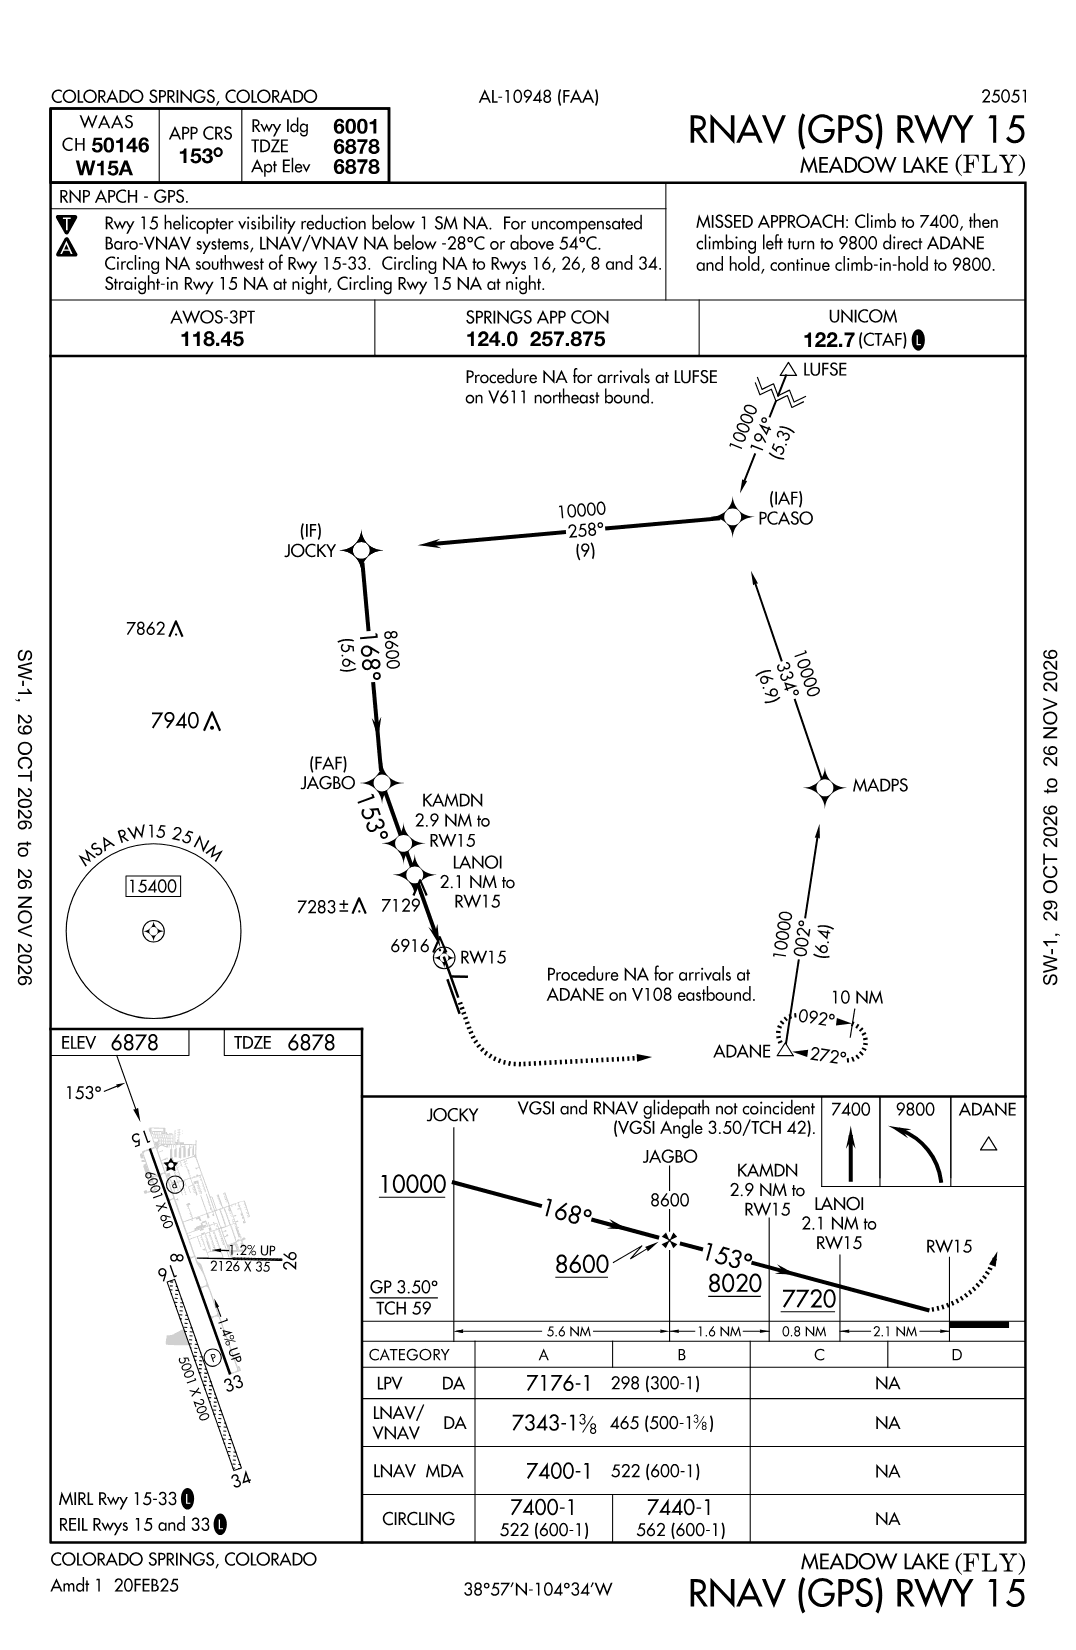 COLORADO SPRINGS, COLORADO
AL-10948 (FAA)
25051
WAAS
CH 50146
W15A
APP CRS
153°
Rwy ldg 6001
TDZE 6878
Apt Elev 6878
RNAV (GPS) RWY 15
MEADOW LAKE (FLY)
RNP APCH - GPS.
T
A
Rwy 15 helicopter visibility reduction below 1 SM NA. For uncompensated
Baro-VNAV systems, LNAV/VNAV NA below -28°C or above 54°C.
Circling NA southwest of Rwy 15-33. Circling NA to Rwys 16, 26, 8 and 34.
Straight-in Rwy 15 NA at night, Circling Rwy 15 NA at night.
MISSED APPROACH: Climb to 7400, then
climbing left turn to 9800 direct ADANE
and hold, continue climb-in-hold to 9800.
AWOS-3PT
118.45
SPRINGS APP CON
124.0 257.875
UNICOM
122.7 (CTAF) L
Procedure NA for arrivals at LUFSE
on V611 northeast bound.
LUFSE
10000
194°
(5.3)
(IAF)
PCASO
10000
258°
(9)
(IF)
JOCKY
7862
8600
168°
(5.6)
10000
334°
(6.9)
7940
(FAF)
JAGBO
MADPS
153°
KAMDN
2.9 NM to
RW15
LANOI
2.1 NM to
RW15
MSA RW15 25 NM
15400
7283±
7129
6916
RW15
10000
002°
(6.4)
Procedure NA for arrivals at
ADANE on V108 eastbound.
10 NM
092°
272°
ADANE
SW-1, 29 OCT 2026 to 26 NOV 2026
SW-1, 29 OCT 2026 to 26 NOV 2026
ELEV 6878
TDZE 6878
153°
15
P
6001 X 60
1.2% UP
2126 X 35
8
26
16
1.4% UP
P
33
5001 X 200
34
MIRL Rwy 15-33 L
REIL Rwys 15 and 33 L
VGSI and RNAV glidepath not coincident
(VGSI Angle 3.50/TCH 42).
7400
9800
ADANE
JOCKY
JAGBO
8600
KAMDN
2.9 NM to
RW15
LANOI
2.1 NM to
RW15
RW15
10000
168°
8600
153°
8020
7720
GP 3.50°
TCH 59
5.6 NM
1.6 NM
0.8 NM
2.1 NM
CATEGORY A B C D
LPV DA 7176-1 298 (300-1) NA
LNAV/
VNAV DA 7343-1⅜ 465 (500-1⅜) NA
LNAV MDA 7400-1 522 (600-1) NA
CIRCLING 7400-1 7440-1 NA
522 (600-1) 562 (600-1)
COLORADO SPRINGS, COLORADO
Amdt 1 20FEB25
38°57'N-104°34'W
MEADOW LAKE (FLY)
RNAV (GPS) RWY 15